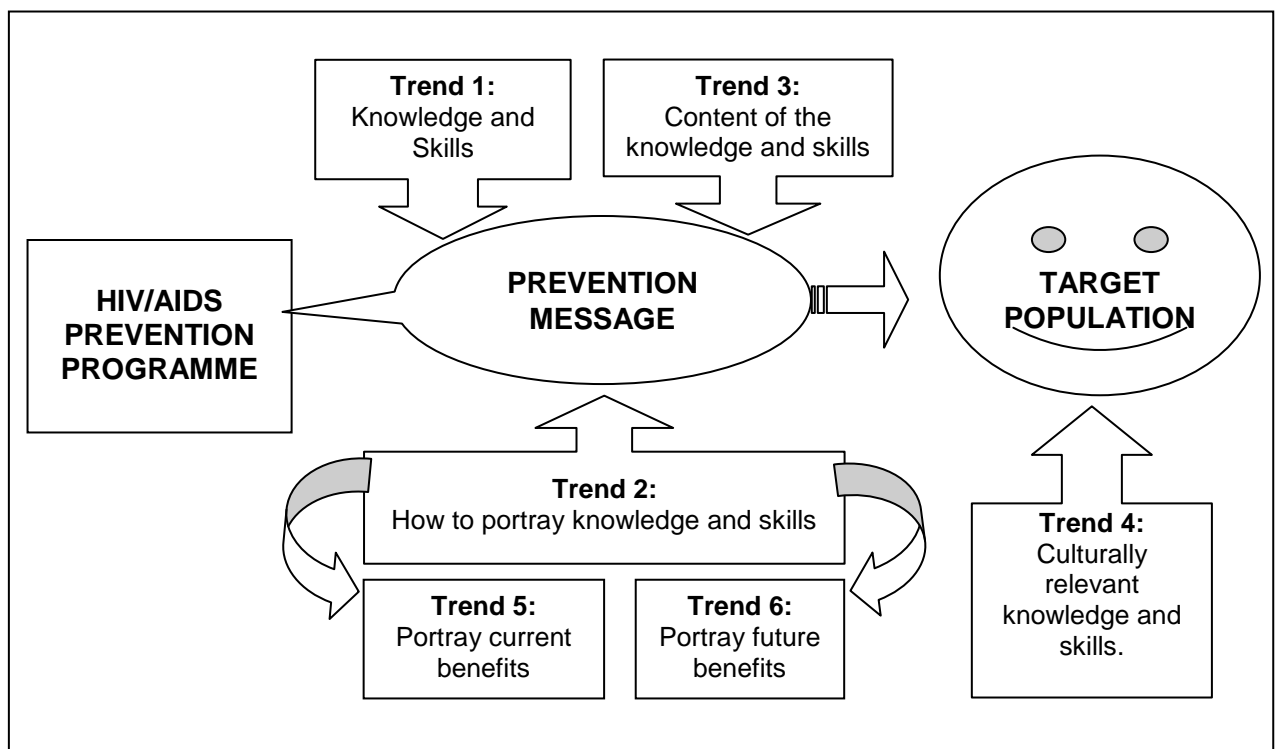 Trend 1:
Knowledge and
Skills
Trend 3:
Content of the
knowledge and skills
HIV/AIDS
PREVENTION
PROGRAMME
PREVENTION
MESSAGE
TARGET
POPULATION
Trend 2:
How to portray knowledge and skills
Trend 5:
Portray current
benefits
Trend 6:
Portray future
benefits
Trend 4:
Culturally
relevant
knowledge and
skills.